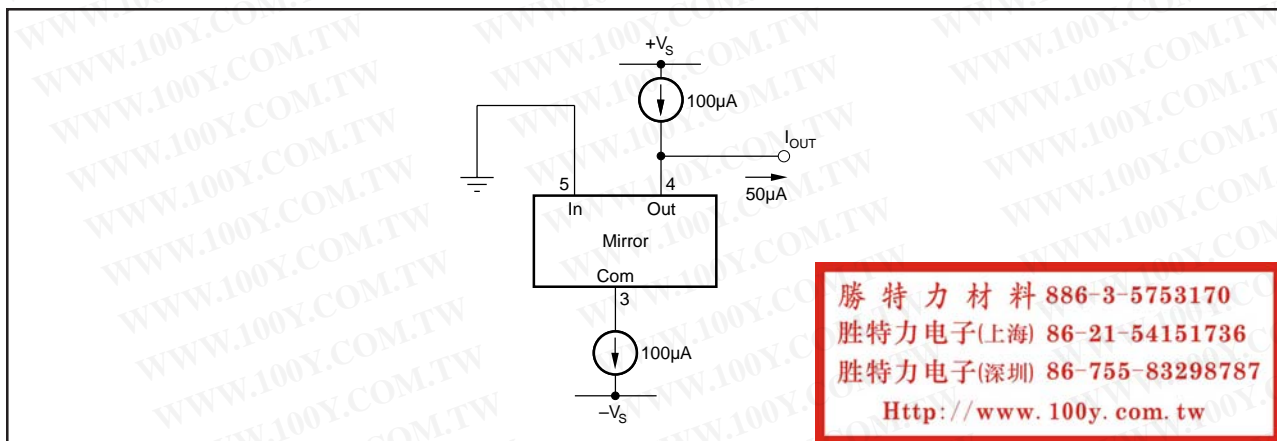 +VS
100µA
IOUT
50µA
5
4
In
Out
Mirror
Com
3
100µA
–VS
勝 特 力 材 料 886-3-5753170
胜特力电子(上海) 86-21-54151736
胜特力电子(深圳) 86-755-83298787
Http://www. 100y. com. tw
WWW.100Y.COM.TW